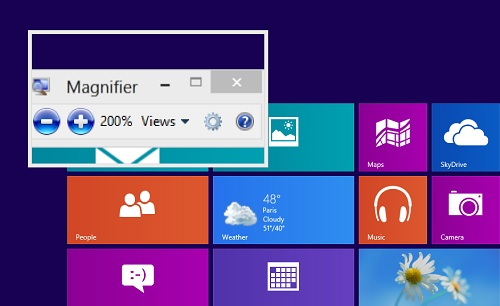 Magnifier
200% Views
Maps
SkyDrive
People
48°
Paris
Cloudy
51°/40°
Weather
Music
Camera
:-)